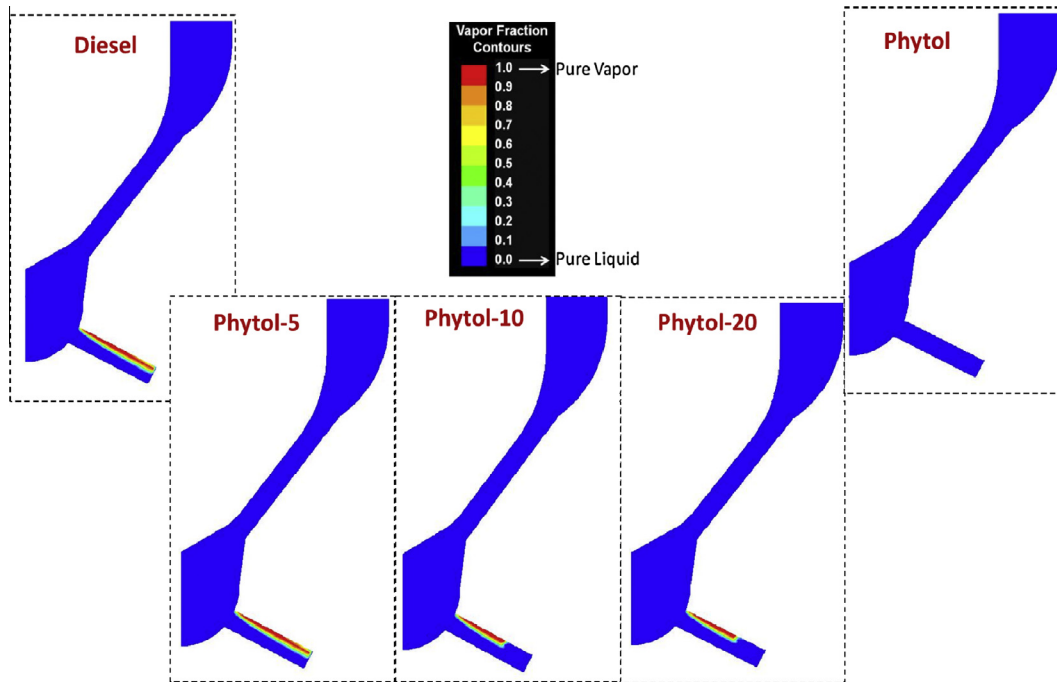 Diesel
Vapor Fraction
Contours
1.0 Pure Vapor
0.9
0.8
0.7
0.6
0.5
0.4
0.3
0.2
0.1
0.0 Pure Liquid
Phytol
Phytol-5
Phytol-10
Phytol-20